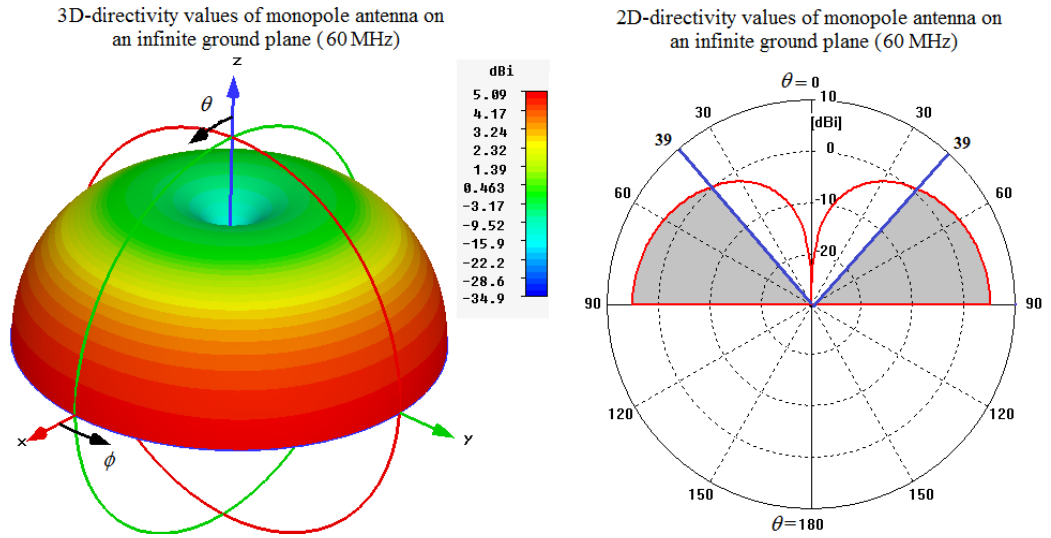 3D-directivity values of monopole antenna on
an infinite ground plane (60 MHz)
z
θ
x
ϕ
y
dBi
5.09
4.17
3.24
2.32
1.39
0.463
-3.17
-9.52
-15.9
-22.2
-28.6
-34.9
2D-directivity values of monopole antenna on
an infinite ground plane (60 MHz)
θ= 0
10
[dBi]
30
30
39
39
0
60
60
-10
-20
90
90
120
120
150
150
θ=180